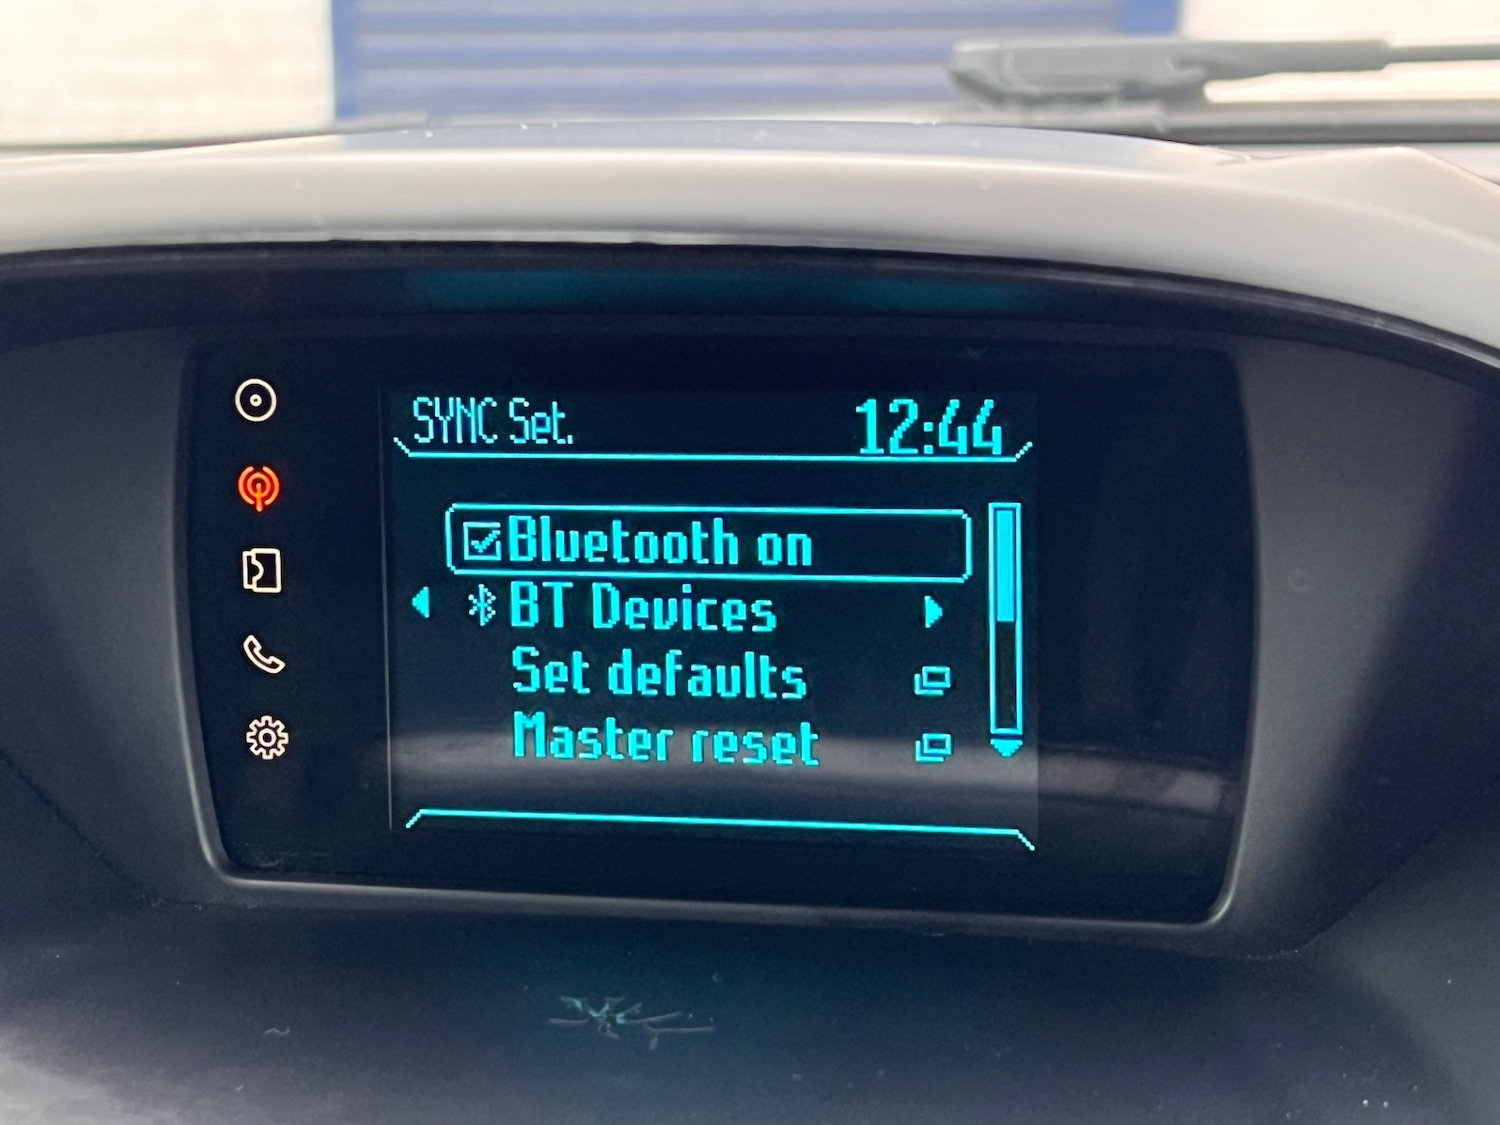 SYNC Set. 12:44
Bluetooth on
BT Devices
Set defaults
Master reset